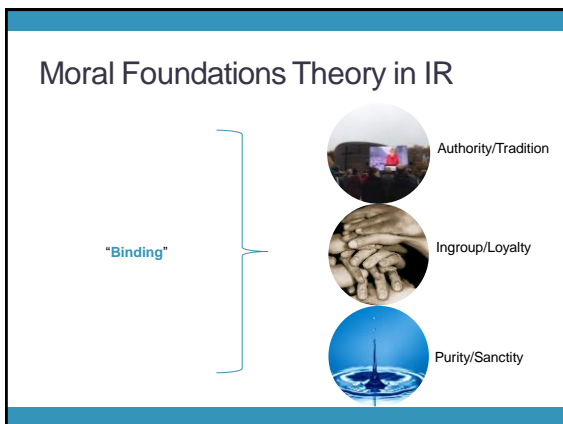 Moral Foundations Theory in IR
Authority/Tradition
“Binding”
Ingroup/Loyalty
Purity/Sanctity